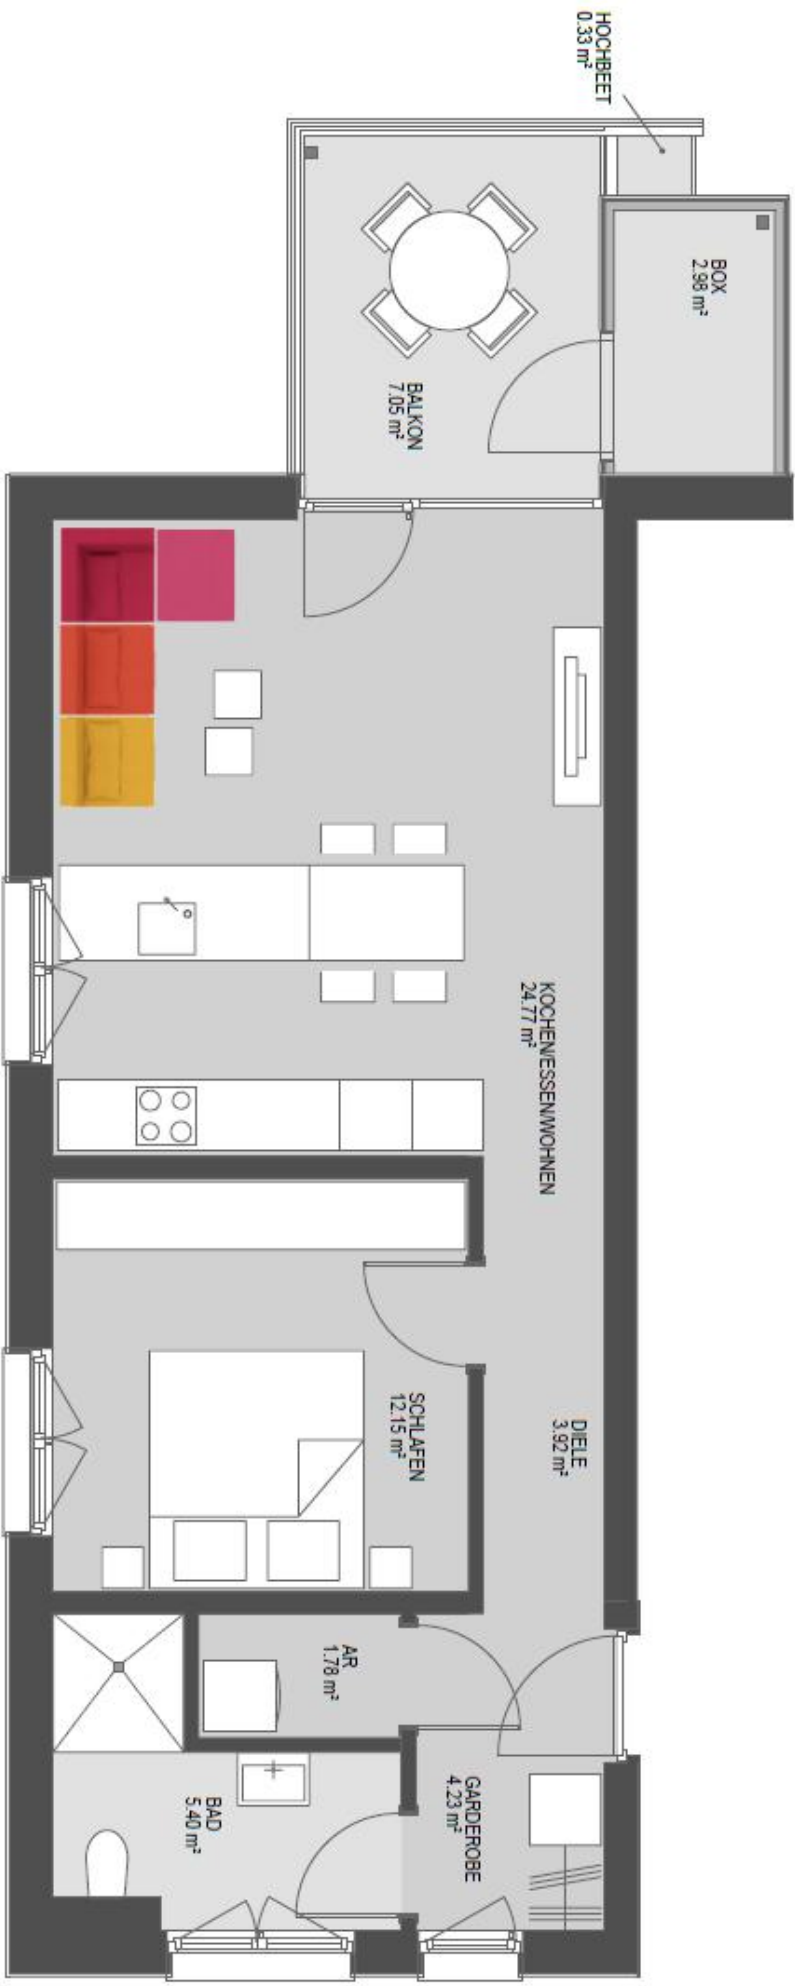 HOCHBEET
0.33 m²
BOX
2.98 m²
BALKON
7.05 m²
KOCHEN/ESSEN/WOHNEN
24.77 m²
DIELE
3.92 m²
SCHLAFEN
12.15 m²
AR
1.78 m²
GARDEROBE
4.23 m²
BAD
5.40 m²